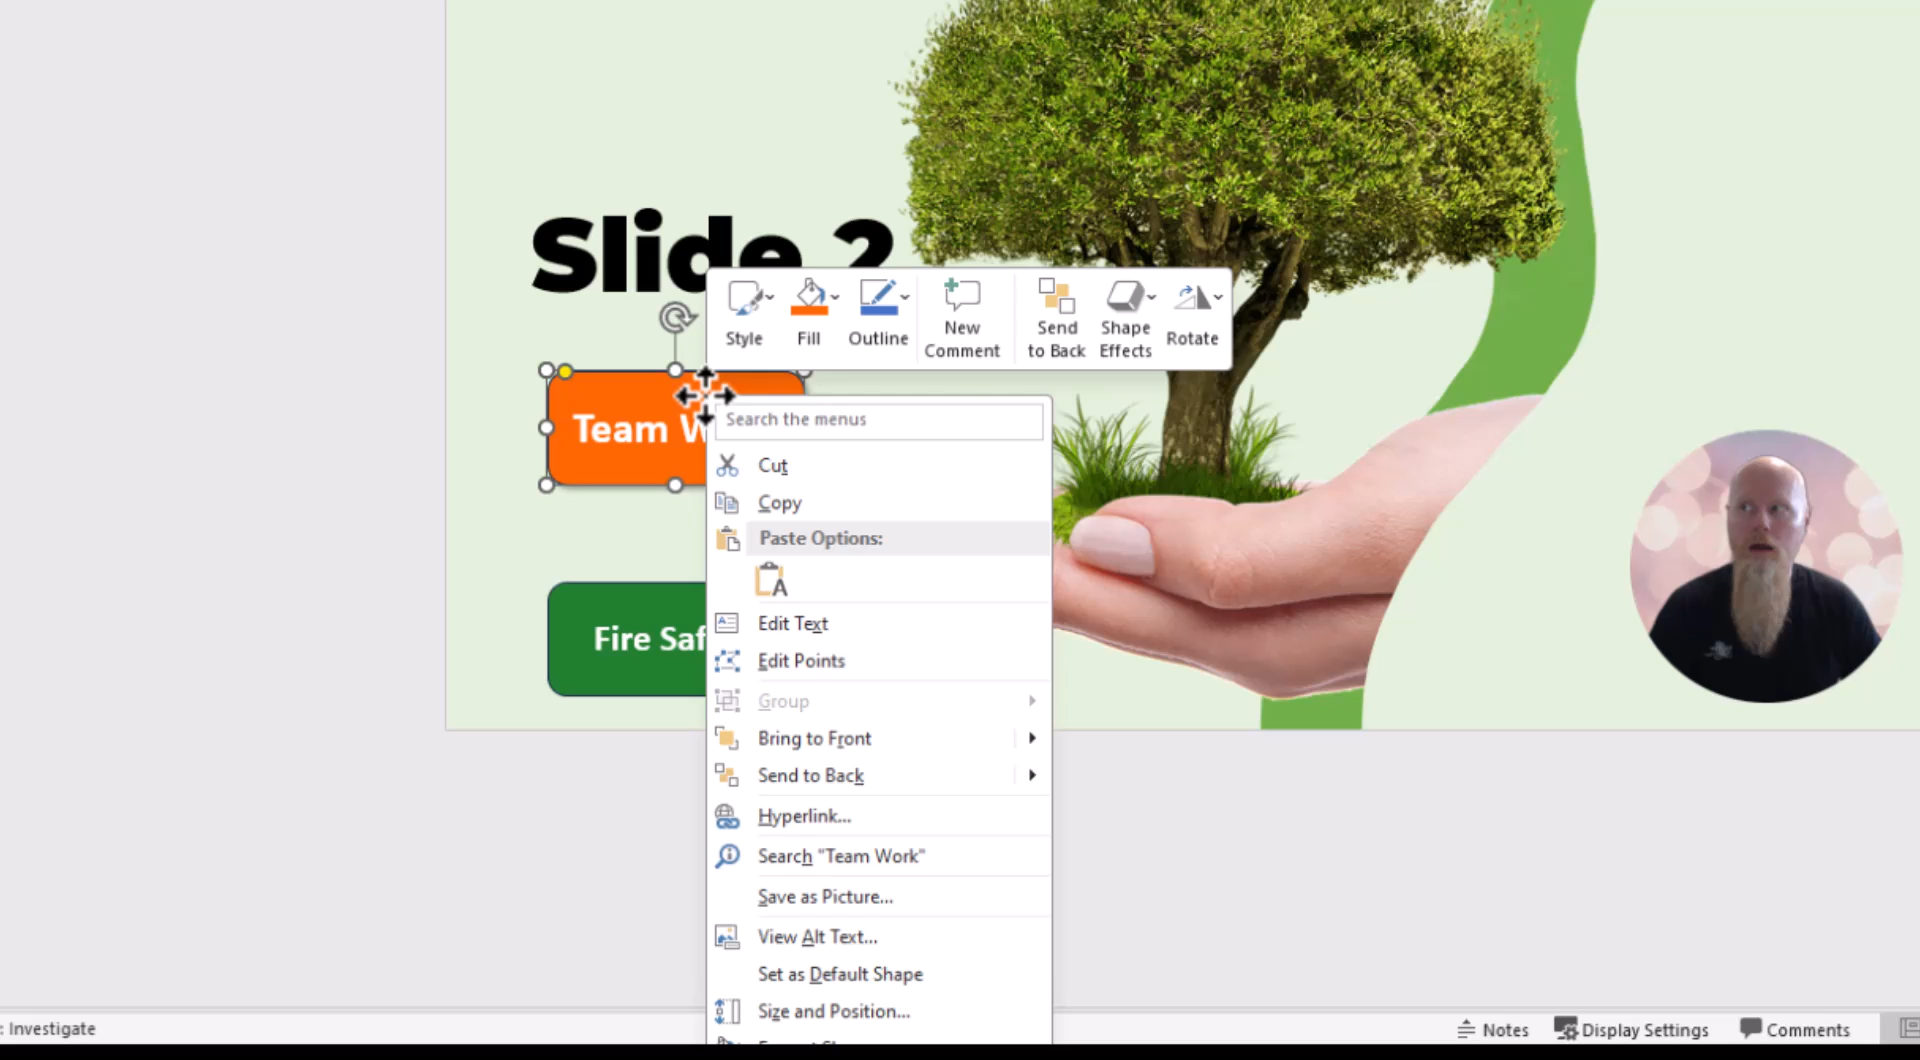 Slide 2
Style
Fill
Outline
New
Comment
Send
to Back
Shape
Effects
Rotate
Team
Search the menus
Cut
Copy
Paste Options:
Edit Text
Edit Points
Group
Bring to Front
Send to Back
Hyperlink...
Search "Team Work"
Save as Picture...
View Alt Text...
Set as Default Shape
Size and Position...
Fire
: Investigate
Notes
Display Settings
Comments